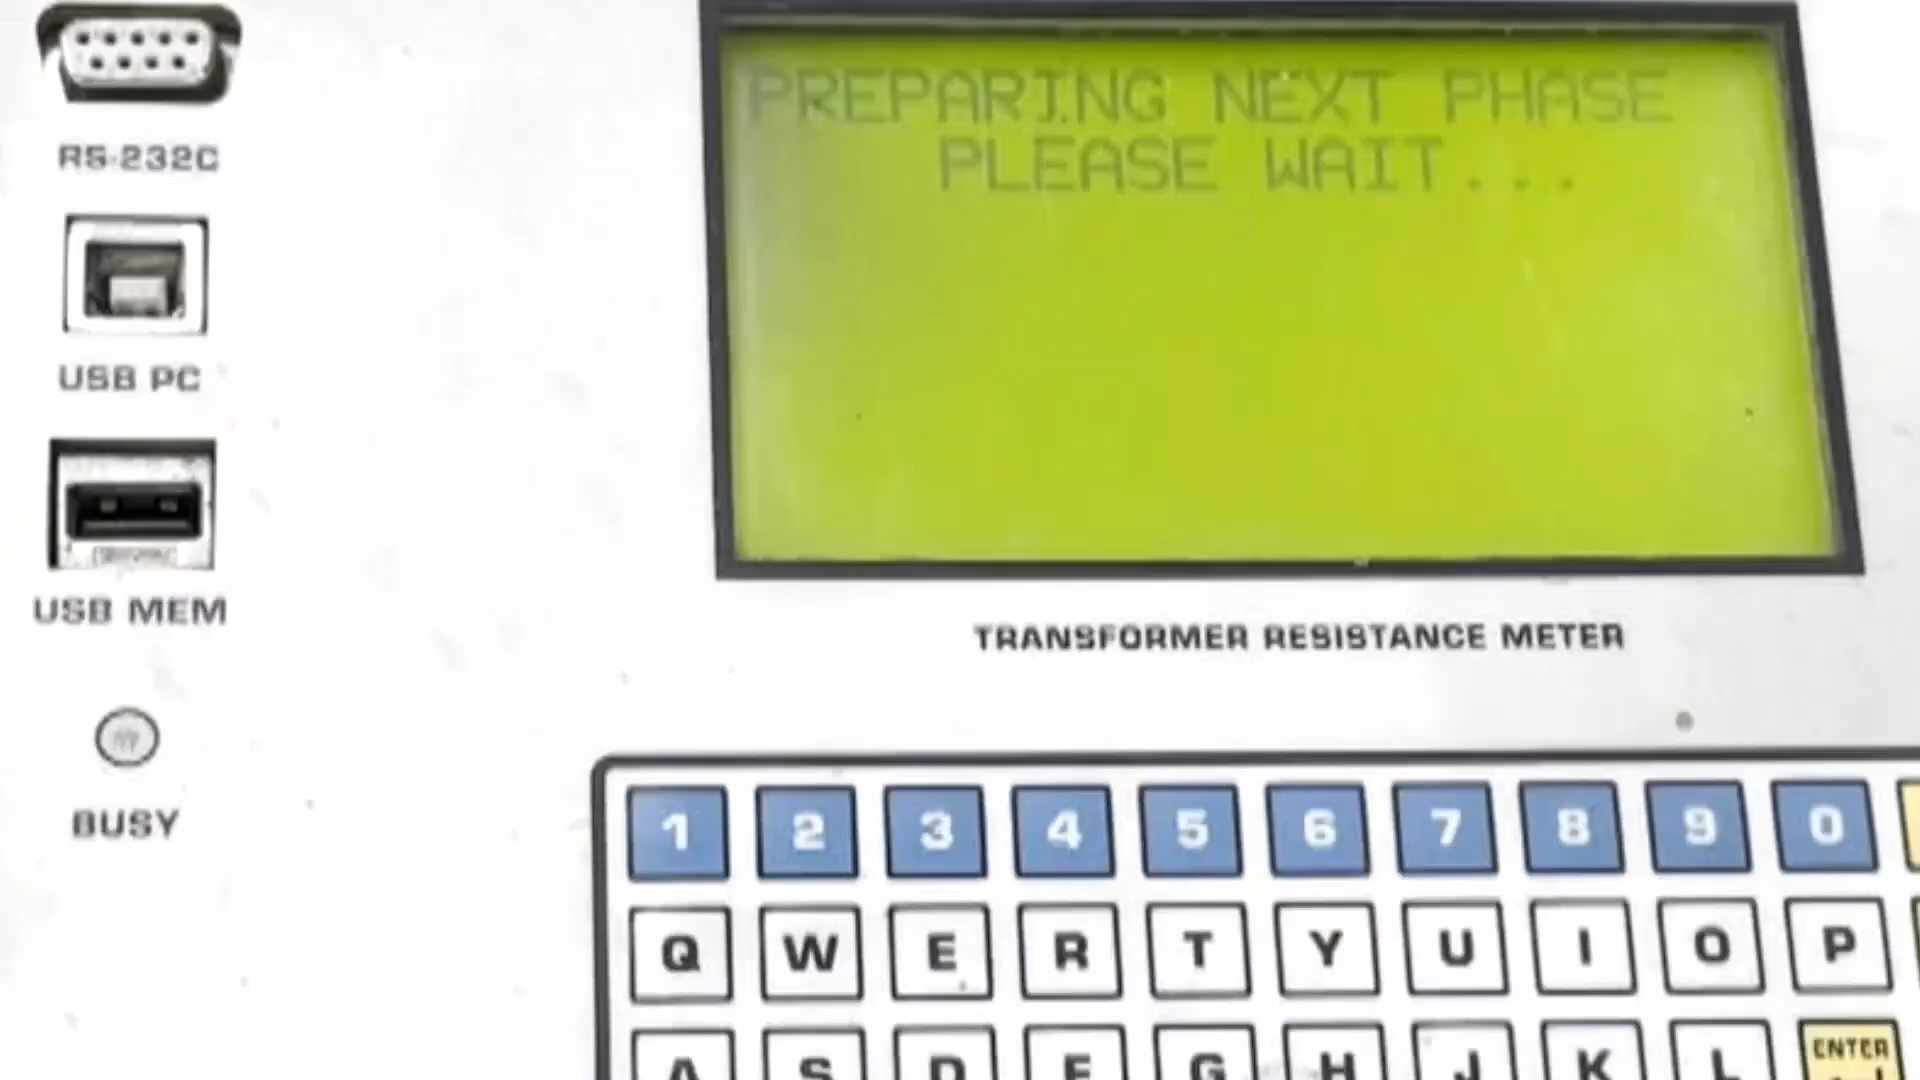 RS-232C
USB PC
USB MEM
BUSY
PREPARING NEXT PHASE
PLEASE WAIT...
TRANSFORMER RESISTANCE METER
1 2 3 4 5 6 7 8 9 0
Q W E R T Y U I O P
A S D F G H J K L ENTER